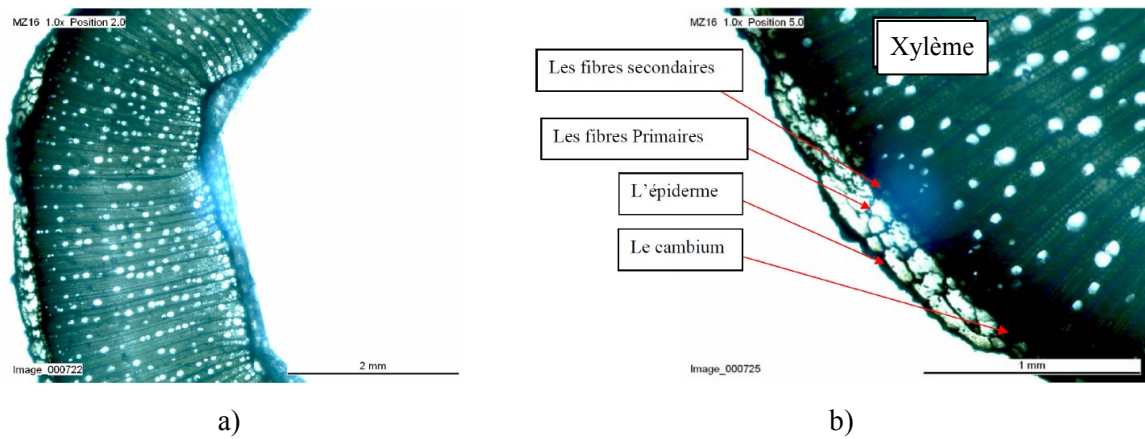 MZ16 1.0x Position 2.0
Image_000722
2 mm
a)
MZ16 1.0x Position 5.0
Xylème
Les fibres secondaires
Les fibres Primaires
L'épiderme
Le cambium
Image_000725
1 mm
b)